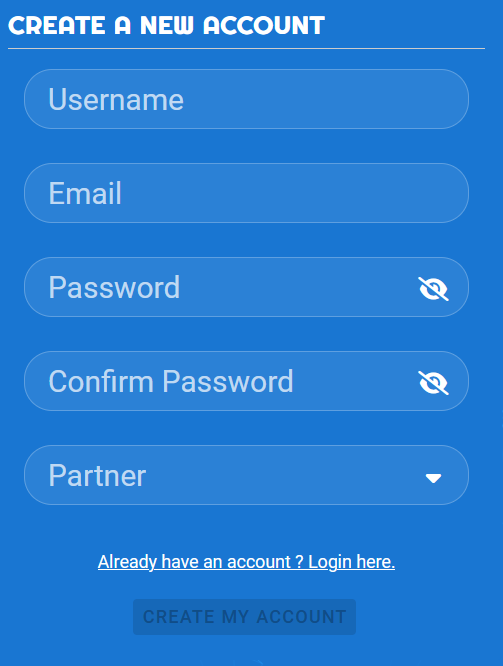 CREATE A NEW ACCOUNT
Username
Email
Password
Confirm Password
Partner
Already have an account ? Login here.
CREATE MY ACCOUNT